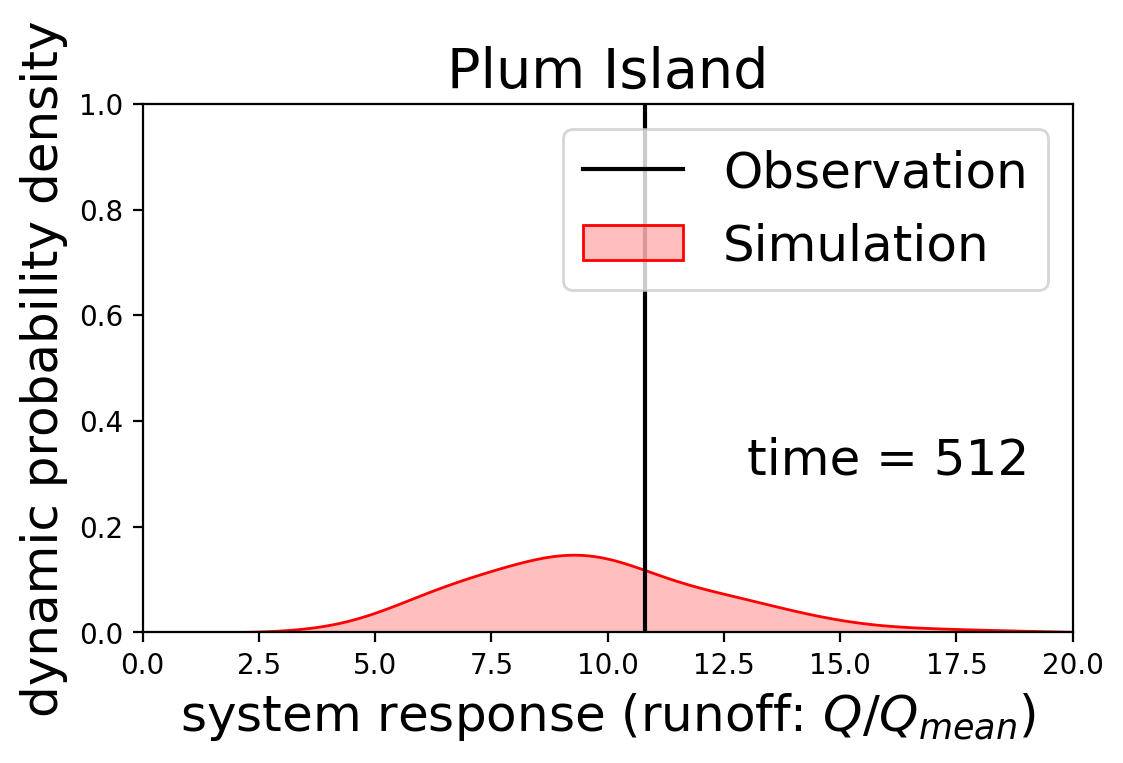 Plum Island
dynamic probability density
1.0
0.8
0.6
0.4
0.2
0.0
Observation
Simulation
time = 512
0.0 2.5 5.0 7.5 10.0 12.5 15.0 17.5 20.0
system response (runoff: Q/Qmean)